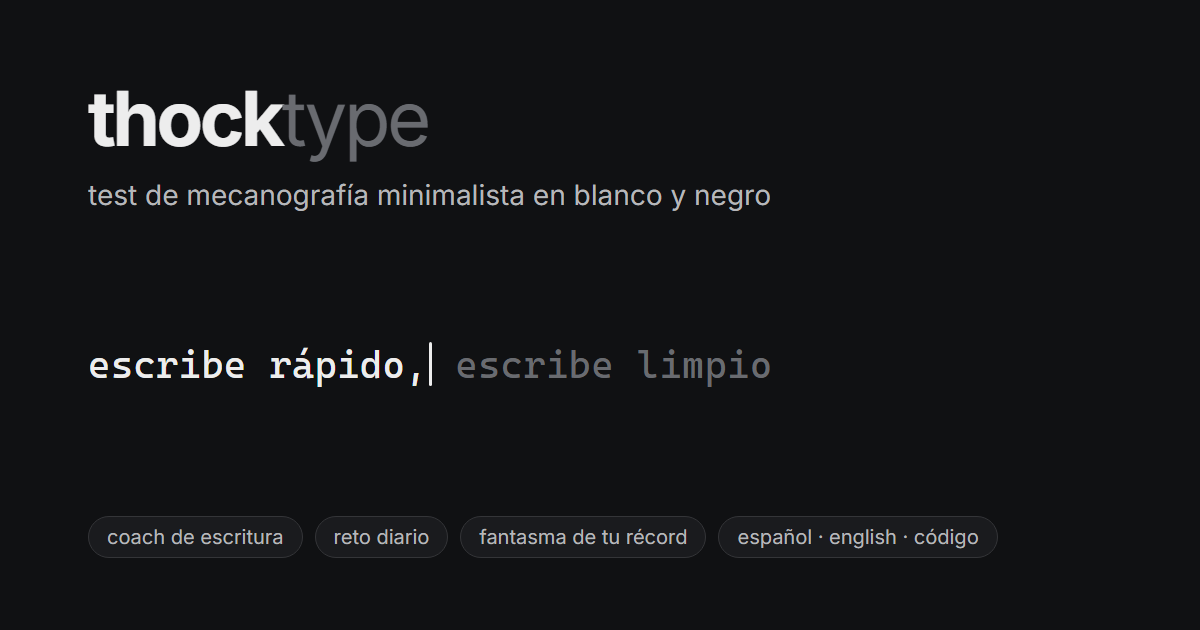 thocktype
test de mecanografía minimalista en blanco y negro
escribe rápido, escribe limpio
coach de escritura
reto diario
fantasma de tu récord
español · english · código